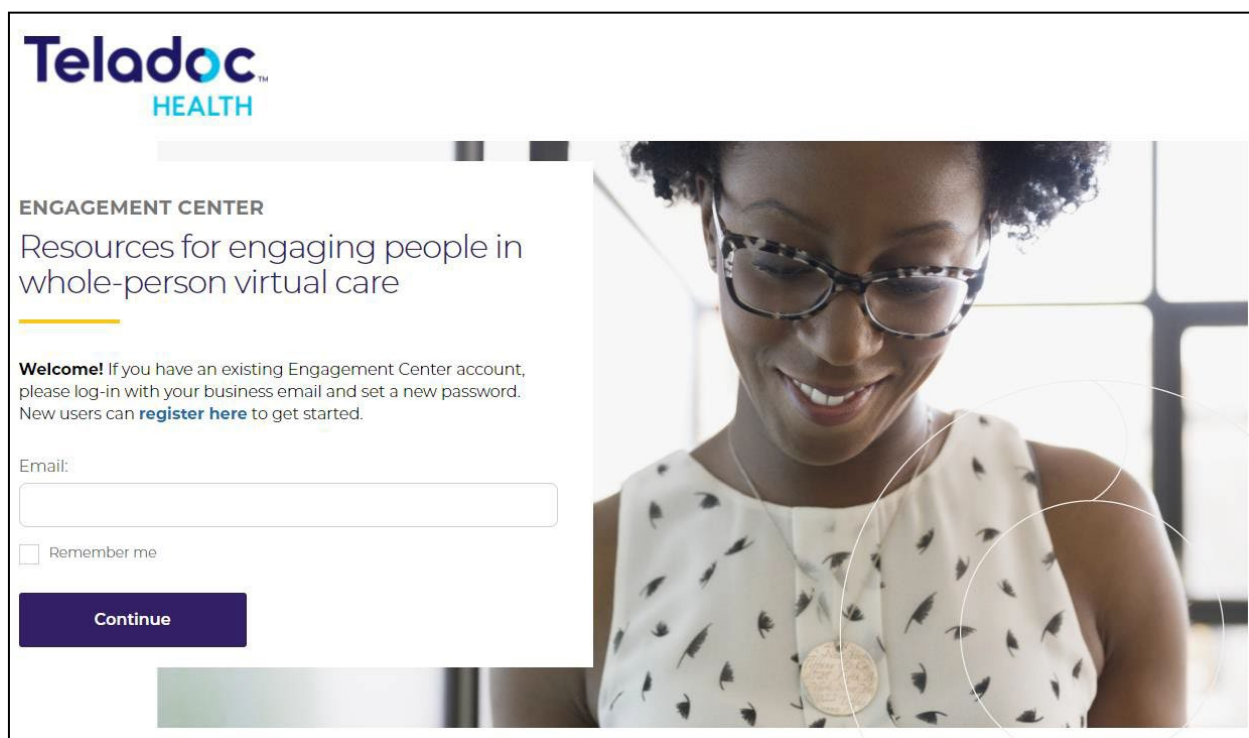 Teladoc™
HEALTH
ENGAGEMENT CENTER
Resources for engaging people in
whole-person virtual care
Welcome! If you have an existing Engagement Center account,
please log-in with your business email and set a new password.
New users can register here to get started.
Email:
Remember me
Continue